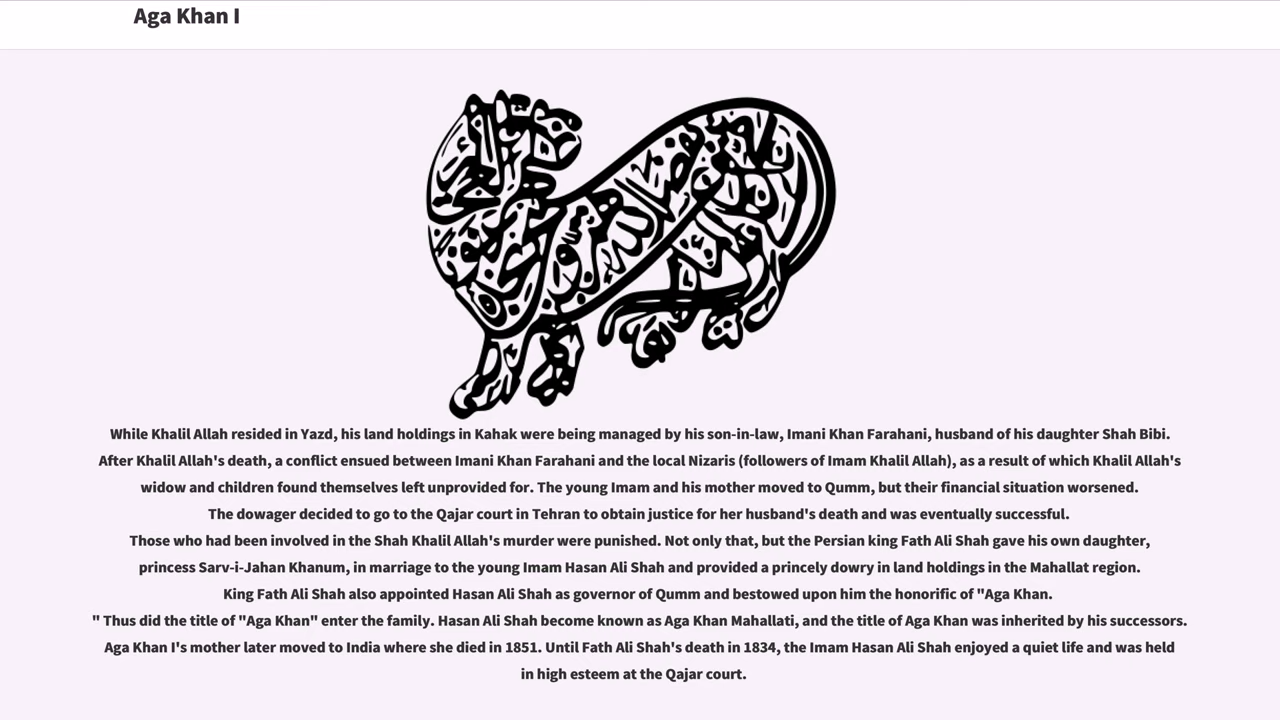 Aga Khan I
While Khalil Allah resided in Yazd, his land holdings in Kahak were being managed by his son-in-law, Imani Khan Farahani, husband of his daughter Shah Bibi.
After Khalil Allah's death, a conflict ensued between Imani Khan Farahani and the local Nizaris (followers of Imam Khalil Allah), as a result of which Khalil Allah's
widow and children found themselves left unprovided for. The young Imam and his mother moved to Qumm, but their financial situation worsened.
The dowager decided to go to the Qajar court in Tehran to obtain justice for her husband's death and was eventually successful.
Those who had been involved in the Shah Khalil Allah's murder were punished. Not only that, but the Persian king Fath Ali Shah gave his own daughter,
princess Sarv-i-Jahan Khanum, in marriage to the young Imam Hasan Ali Shah and provided a princely dowry in land holdings in the Mahallat region.
King Fath Ali Shah also appointed Hasan Ali Shah as governor of Qumm and bestowed upon him the honorific of "Aga Khan.
" Thus did the title of "Aga Khan" enter the family. Hasan Ali Shah become known as Aga Khan Mahallati, and the title of Aga Khan was inherited by his successors.
Aga Khan I's mother later moved to India where she died in 1851. Until Fath Ali Shah's death in 1834, the Imam Hasan Ali Shah enjoyed a quiet life and was held
in high esteem at the Qajar court.